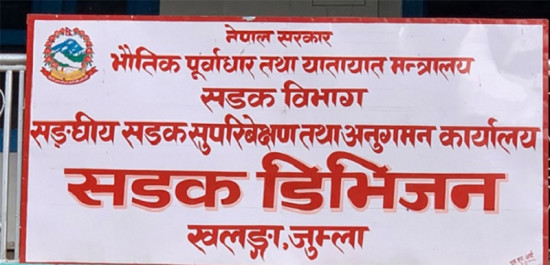 नेपाल सरकार
भौतिक पूर्वाधार तथा यातायात मन्त्रालय
सडक विभाग
सङ्घीय सडक सुपरिबेक्षण तथा अनुगमन कार्यालय
सडक डिभिजन
खलङ्गा, जुम्ला